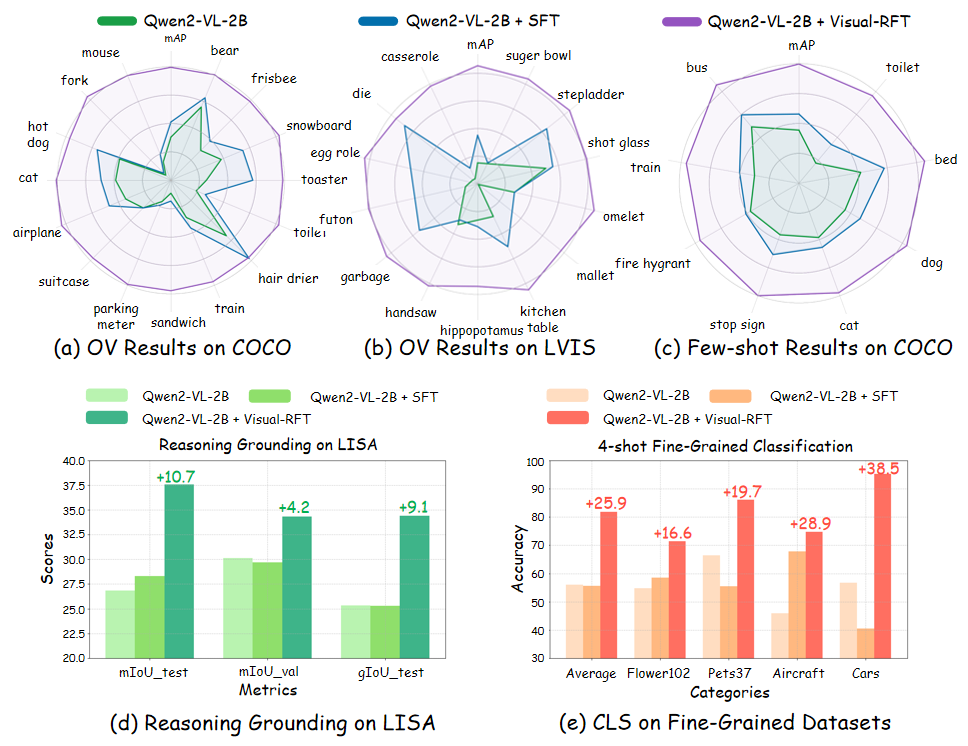 Qwen2-VL-2B
Qwen2-VL-2B + SFT
Qwen2-VL-2B + Visual-RFT
mAP
bear
frisbee
snowboard
toaster
toilet
hair drier
train
sandwich
parking
meter
suitcase
airplane
cat
hot
dog
fork
mouse
(a) OV Results on COCO
mAP
suger bowl
stepladder
shot glass
omelet
mallet
kitchen
table
hippopotamus
handsaw
garbage
futon
egg role
die
casserole
(b) OV Results on LVIS
mAP
toilet
bed
dog
cat
stop sign
fire hygrant
train
bus
(c) Few-shot Results on COCO
Qwen2-VL-2B
Qwen2-VL-2B + SFT
Qwen2-VL-2B + Visual-RFT
Reasoning Grounding on LISA
40.0
37.5
35.0
32.5
30.0
27.5
25.0
22.5
20.0
Scores
+10.7
+4.2
+9.1
mIoU_test
mIoU_val
gIoU_test
Metrics
(d) Reasoning Grounding on LISA
Qwen2-VL-2B
Qwen2-VL-2B + SFT
Qwen2-VL-2B + Visual-RFT
4-shot Fine-Grained Classification
100
90
80
70
60
50
40
30
Accuracy
+25.9
+16.6
+19.7
+28.9
+38.5
Average
Flower102
Pets37
Aircraft
Cars
Categories
(e) CLS on Fine-Grained Datasets